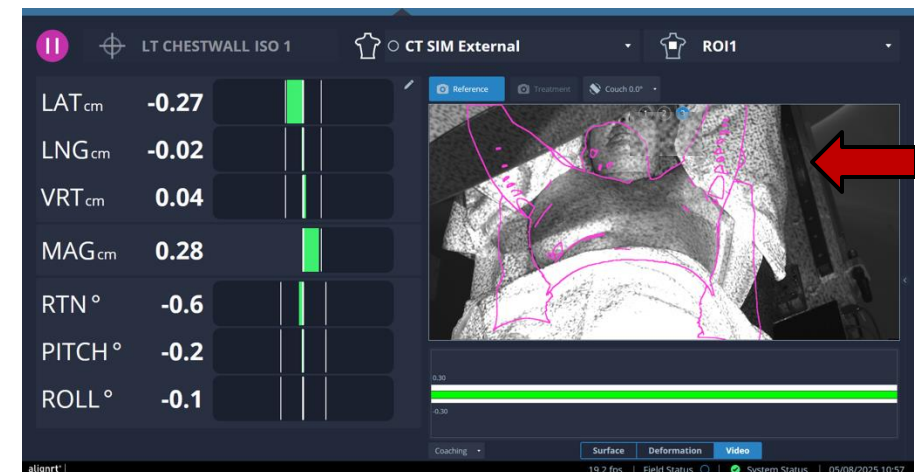 LT CHESTWALL ISO 1
CT SIM External
ROI1
LAT cm -0.27
LNG cm -0.02
VRT cm 0.04
MAG cm 0.28
RTN ° -0.6
PITCH ° -0.2
ROLL ° -0.1
Reference
Treatment
Couch 0.0°
0.30
-0.30
Coaching
Surface
Deformation
Video
alignrt
19.2 fps
Field Status
System Status
05/08/2025 10:57